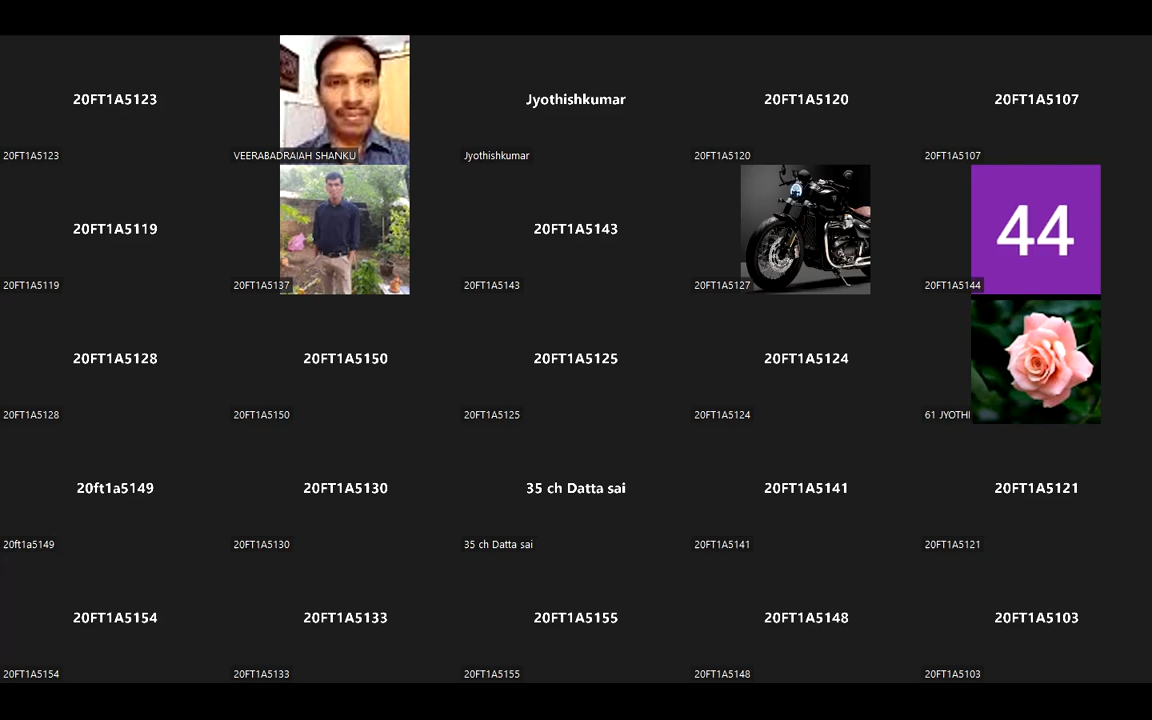 20FT1A5123
20FT1A5123
VEERABADRAIAH SHANKU
Jyothishkumar
Jyothishkumar
20FT1A5120
20FT1A5120
20FT1A5107
20FT1A5107
20FT1A5119
20FT1A5119
20FT1A5137
20FT1A5143
20FT1A5143
20FT1A5127
44
20FT1A5144
20FT1A5128
20FT1A5128
20FT1A5150
20FT1A5150
20FT1A5125
20FT1A5125
20FT1A5124
20FT1A5124
61 JYOTHI
20ft1a5149
20ft1a5149
20FT1A5130
20FT1A5130
35 ch Datta sai
35 ch Datta sai
20FT1A5141
20FT1A5141
20FT1A5121
20FT1A5121
20FT1A5154
20FT1A5154
20FT1A5133
20FT1A5133
20FT1A5155
20FT1A5155
20FT1A5148
20FT1A5148
20FT1A5103
20FT1A5103